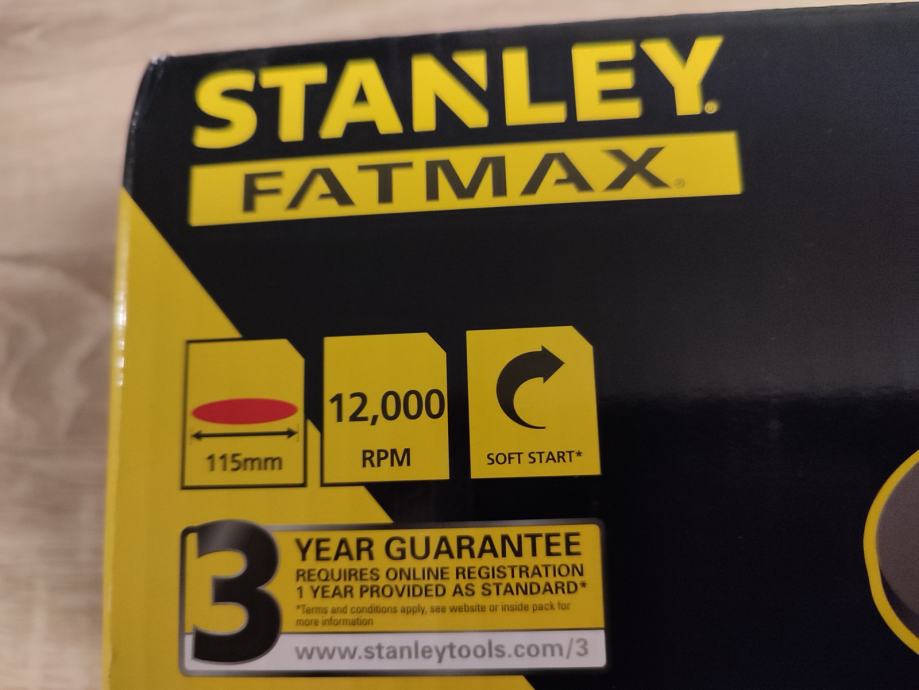 STANLEY®
FATMAX®
115mm
12,000
RPM
SOFT START*
3
YEAR GUARANTEE
REQUIRES ONLINE REGISTRATION
1 YEAR PROVIDED AS STANDARD*
*Terms and conditions apply, see website or inside pack for
more information
www.stanleytools.com/3